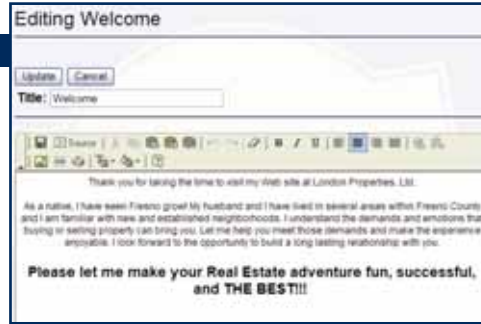 Editing Welcome
Update Cancel
Title: Welcome
Source
Thank you for taking the time to visit my Web site at London Properties, Ltd.
As a native, I have seen Fresno grow! My husband and I have lived in several areas within Fresno County
and I am familiar with new and established neighborhoods. I understand the demands and emotions that
buying or selling property can bring you. Let me help you meet those demands and make the experience
enjoyable. I look forward to the opportunity to build a long lasting relationship with you.
Please let me make your Real Estate adventure fun, successful,
and THE BEST!!!